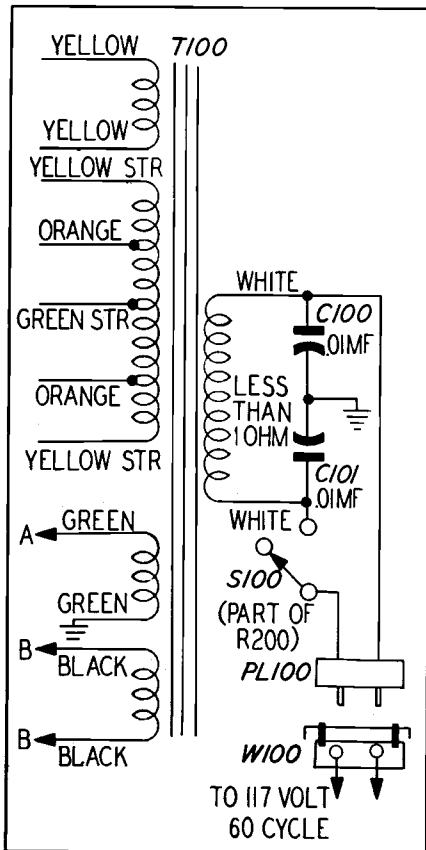 YELLOW T100
YELLOW
YELLOW STR
ORANGE
GREEN STR
ORANGE
YELLOW STR
WHITE
C100
.01MF
LESS
THAN
1 OHM
C101
.01MF
WHITE
S100
(PART OF
R200)
A GREEN
GREEN
B BLACK
B BLACK
PL100
W100
TO 117 VOLT
60 CYCLE